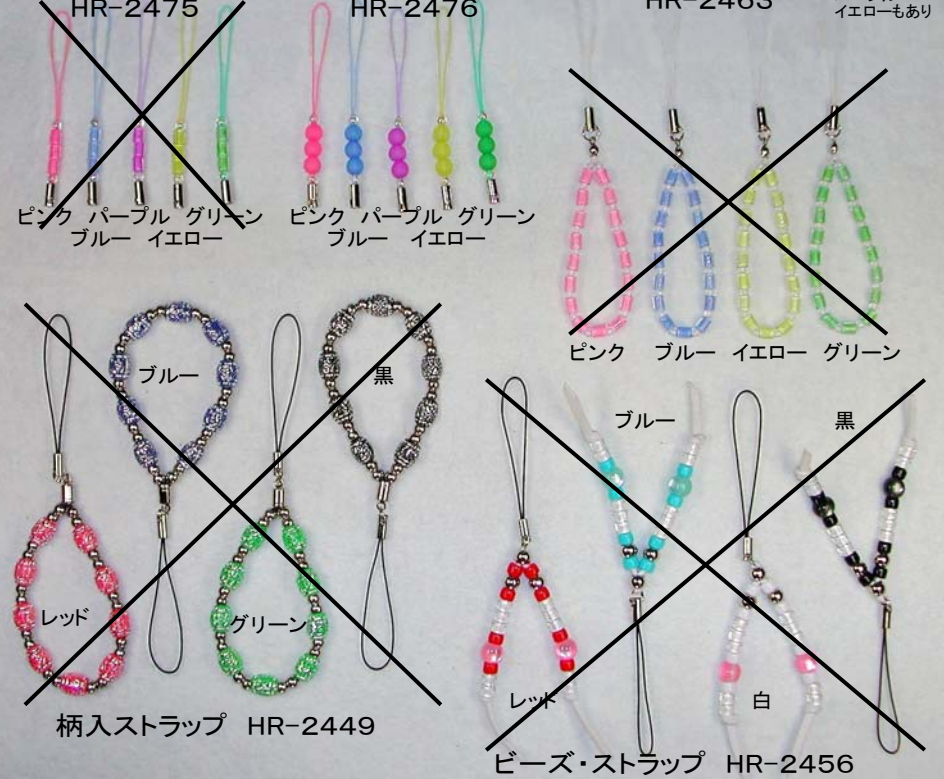 HR-2475
HR-2476
HR-2463
イエローもあり
ピンク パープル グリーン
ブルー イエロー
ピンク パープル グリーン
ブルー イエロー
ピンク ブルー イエロー グリーン
ブルー
黒
レッド
グリーン
柄入ストラップ HR-2449
ブルー
黒
レッド
白
ビーズ・ストラップ HR-2456